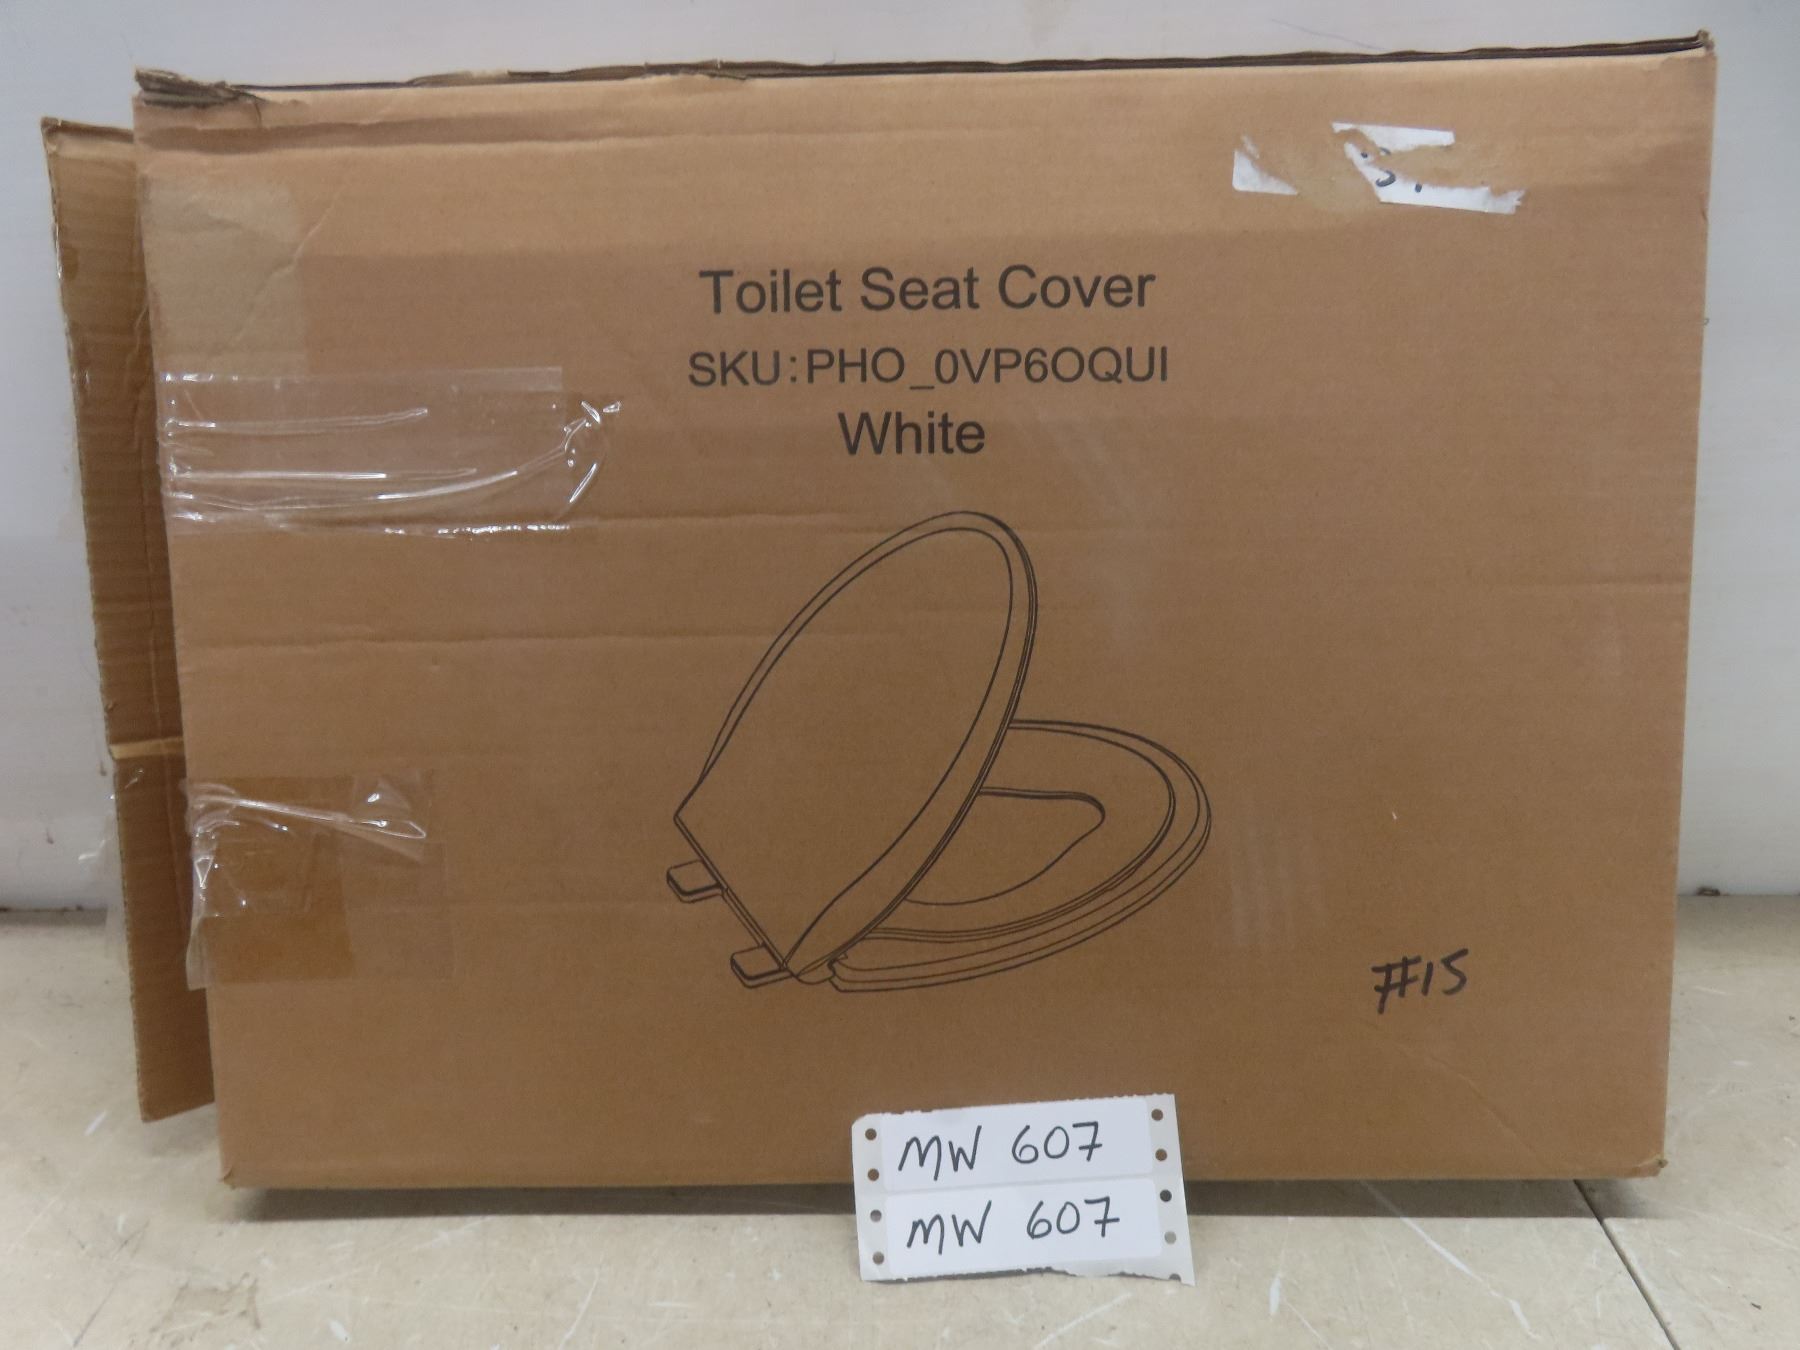 Toilet Seat Cover
SKU:PHO_0VP6OQUI
White
#15
MW 607
MW 607